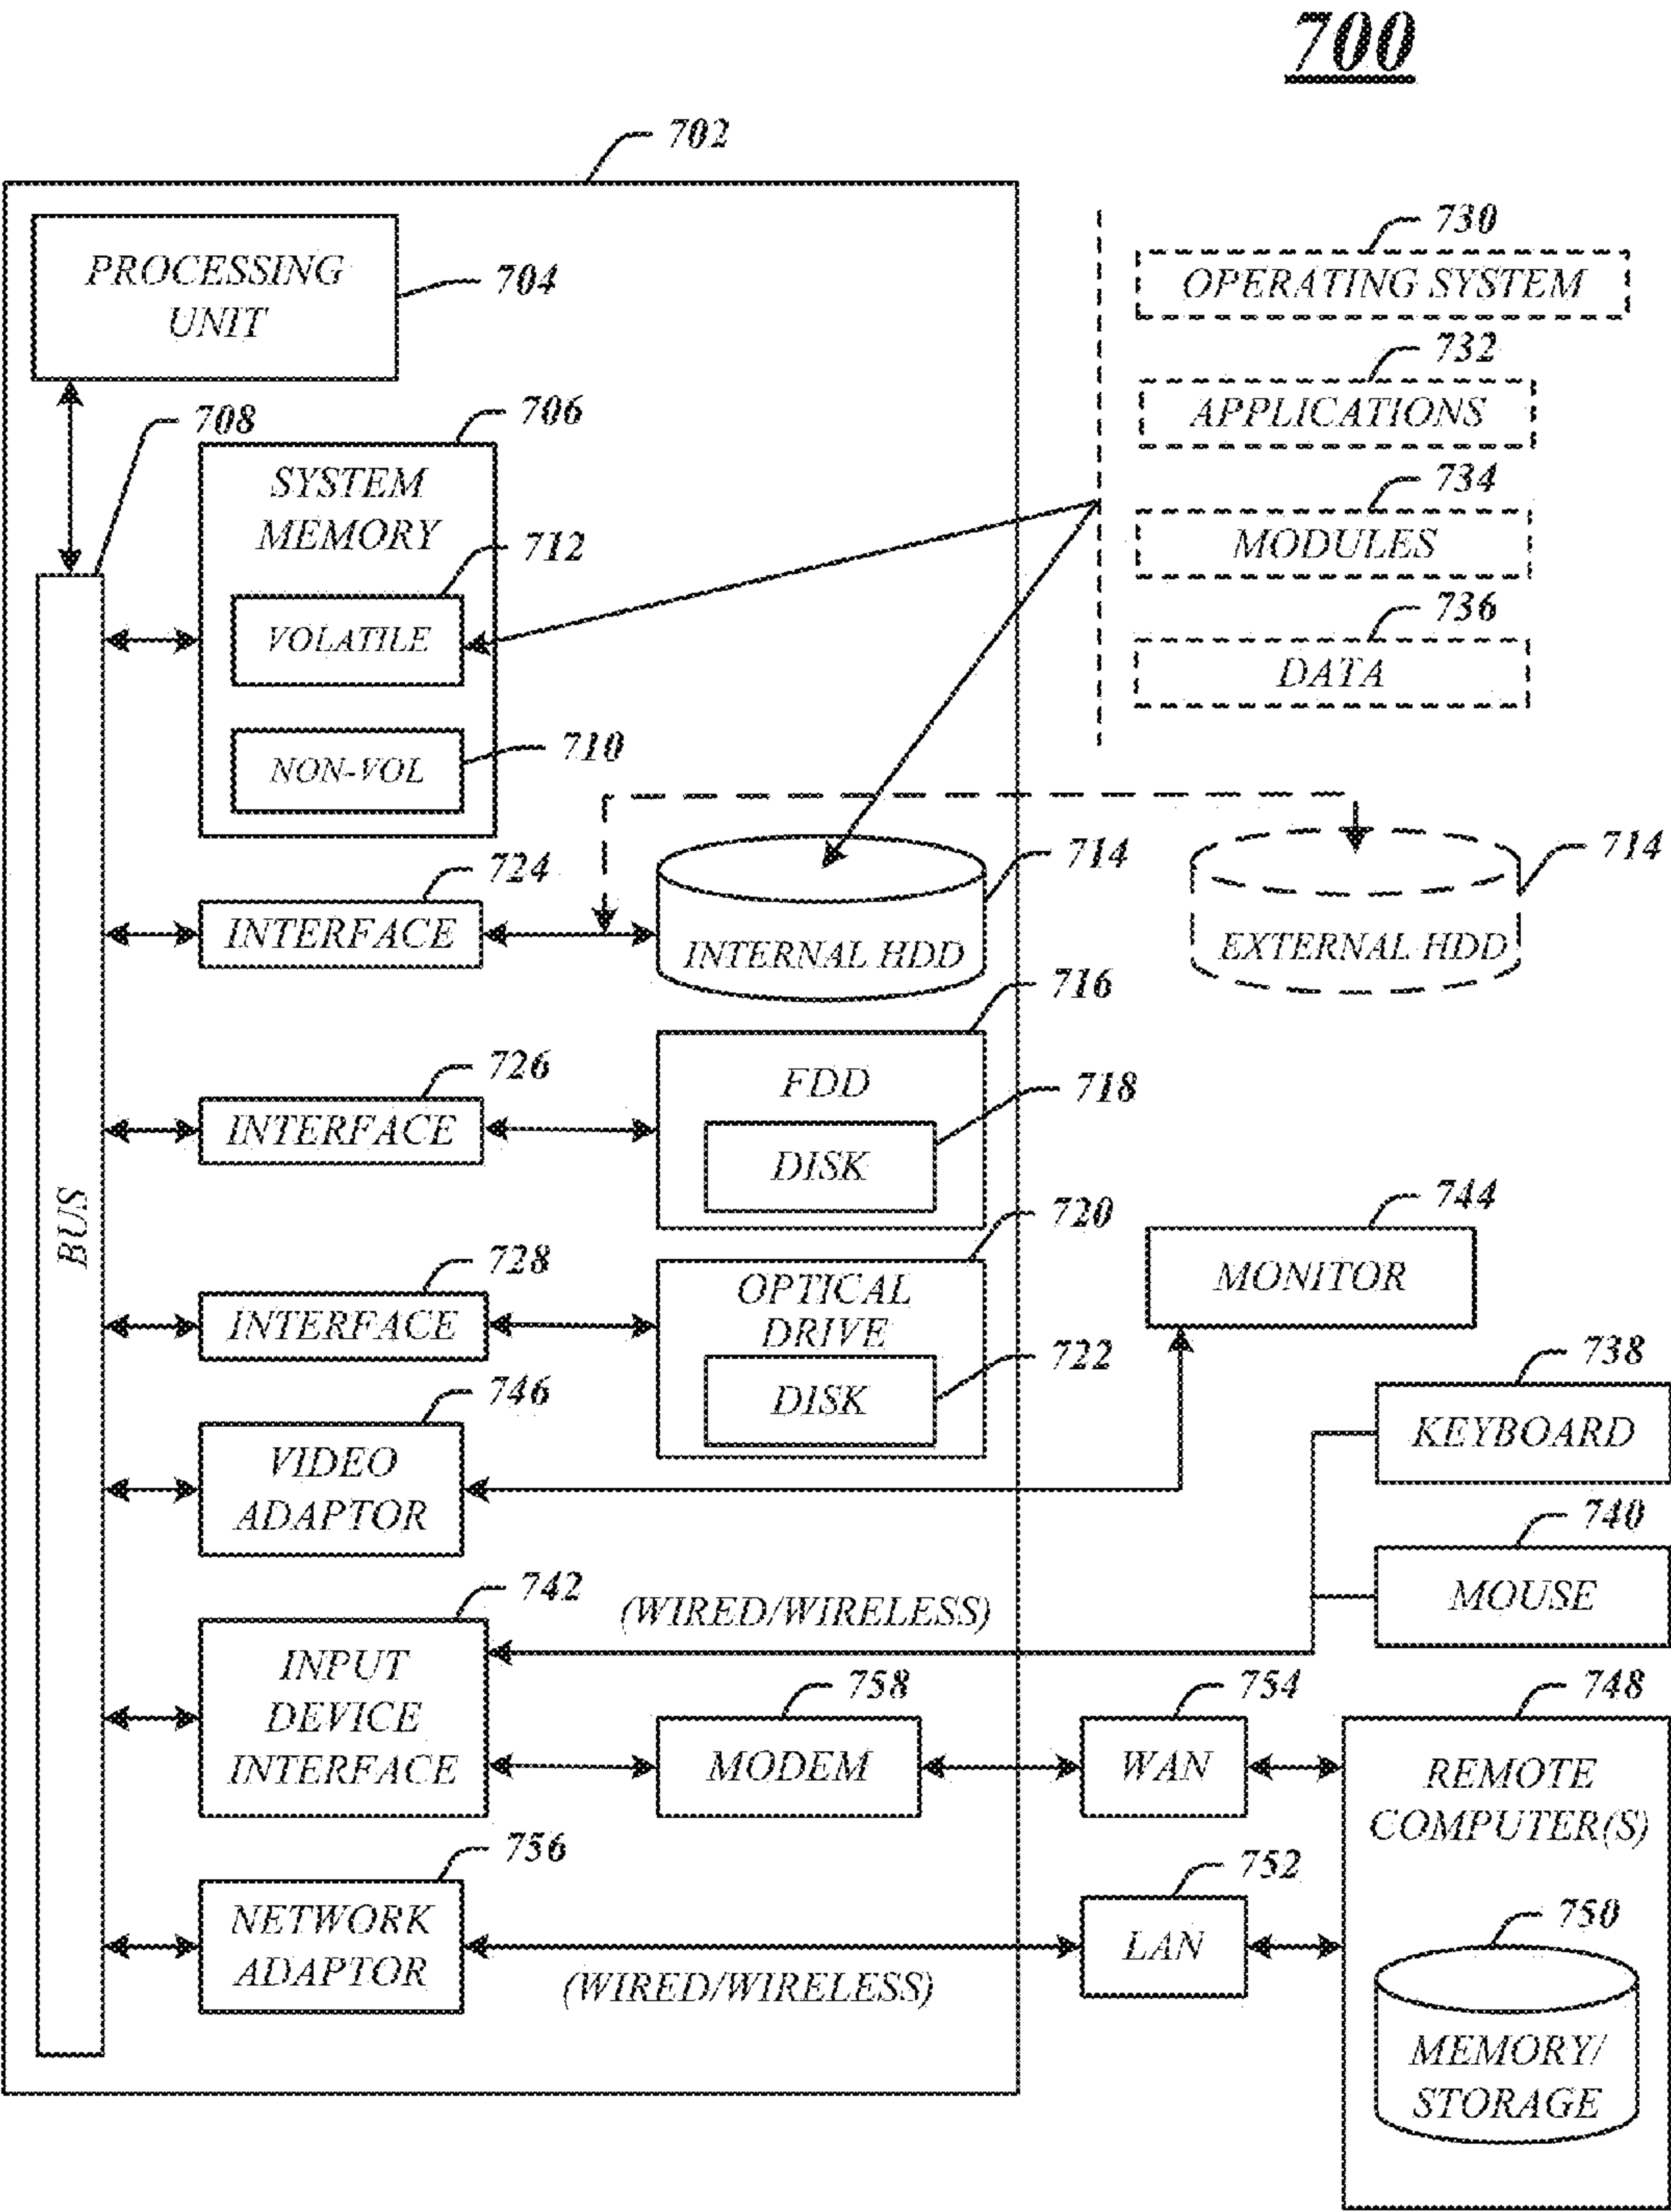 700
702
PROCESSING
UNIT
704
708
706
SYSTEM
MEMORY
712
VOLATILE
NON-VOL
710
730
OPERATING SYSTEM
732
APPLICATIONS
734
MODULES
736
DATA
724
INTERFACE
714
INTERNAL HDD
714
EXTERNAL HDD
716
726
INTERFACE
FDD
718
DISK
BUS
728
INTERFACE
720
OPTICAL
DRIVE
722
DISK
744
MONITOR
746
VIDEO
ADAPTOR
738
KEYBOARD
740
MOUSE
742
INPUT
DEVICE
INTERFACE
(WIRED/WIRELESS)
758
MODEM
754
WAN
748
REMOTE
COMPUTER(S)
756
NETWORK
ADAPTOR
(WIRED/WIRELESS)
752
LAN
750
MEMORY/
STORAGE